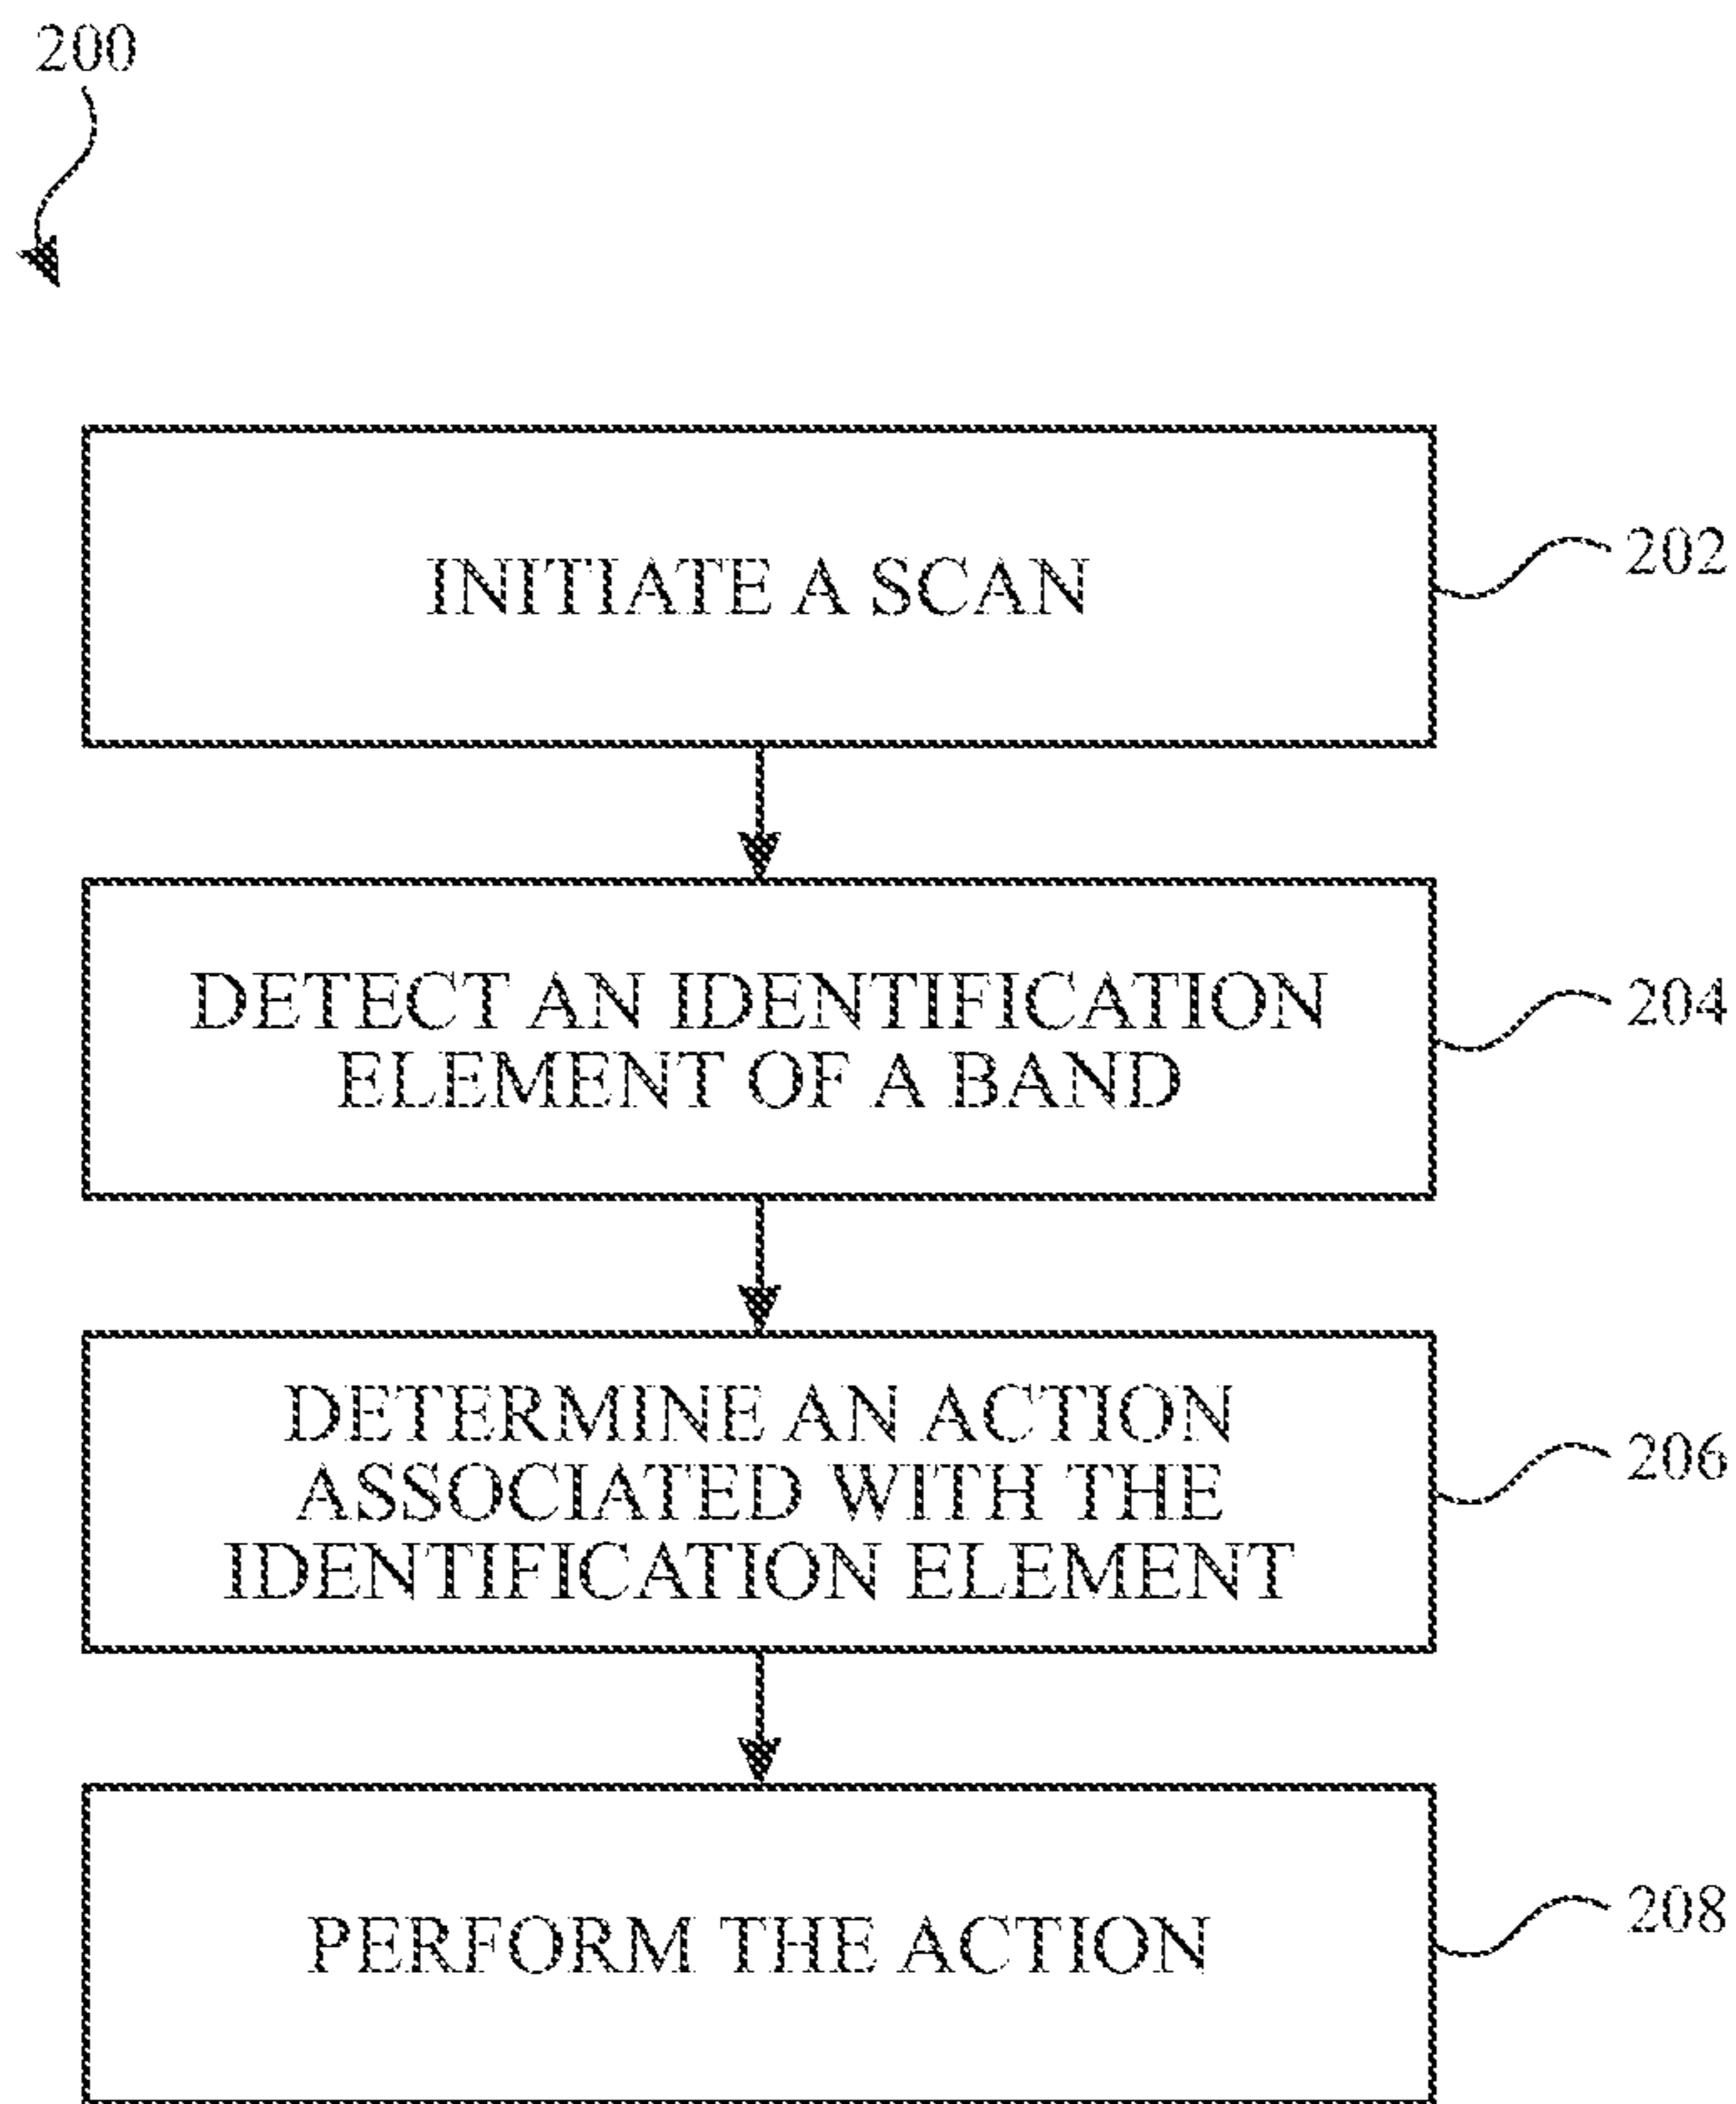 200
INITIATE A SCAN
202
DETECT AN IDENTIFICATION
ELEMENT OF A BAND
204
DETERMINE AN ACTION
ASSOCIATED WITH THE
IDENTIFICATION ELEMENT
206
PERFORM THE ACTION
208